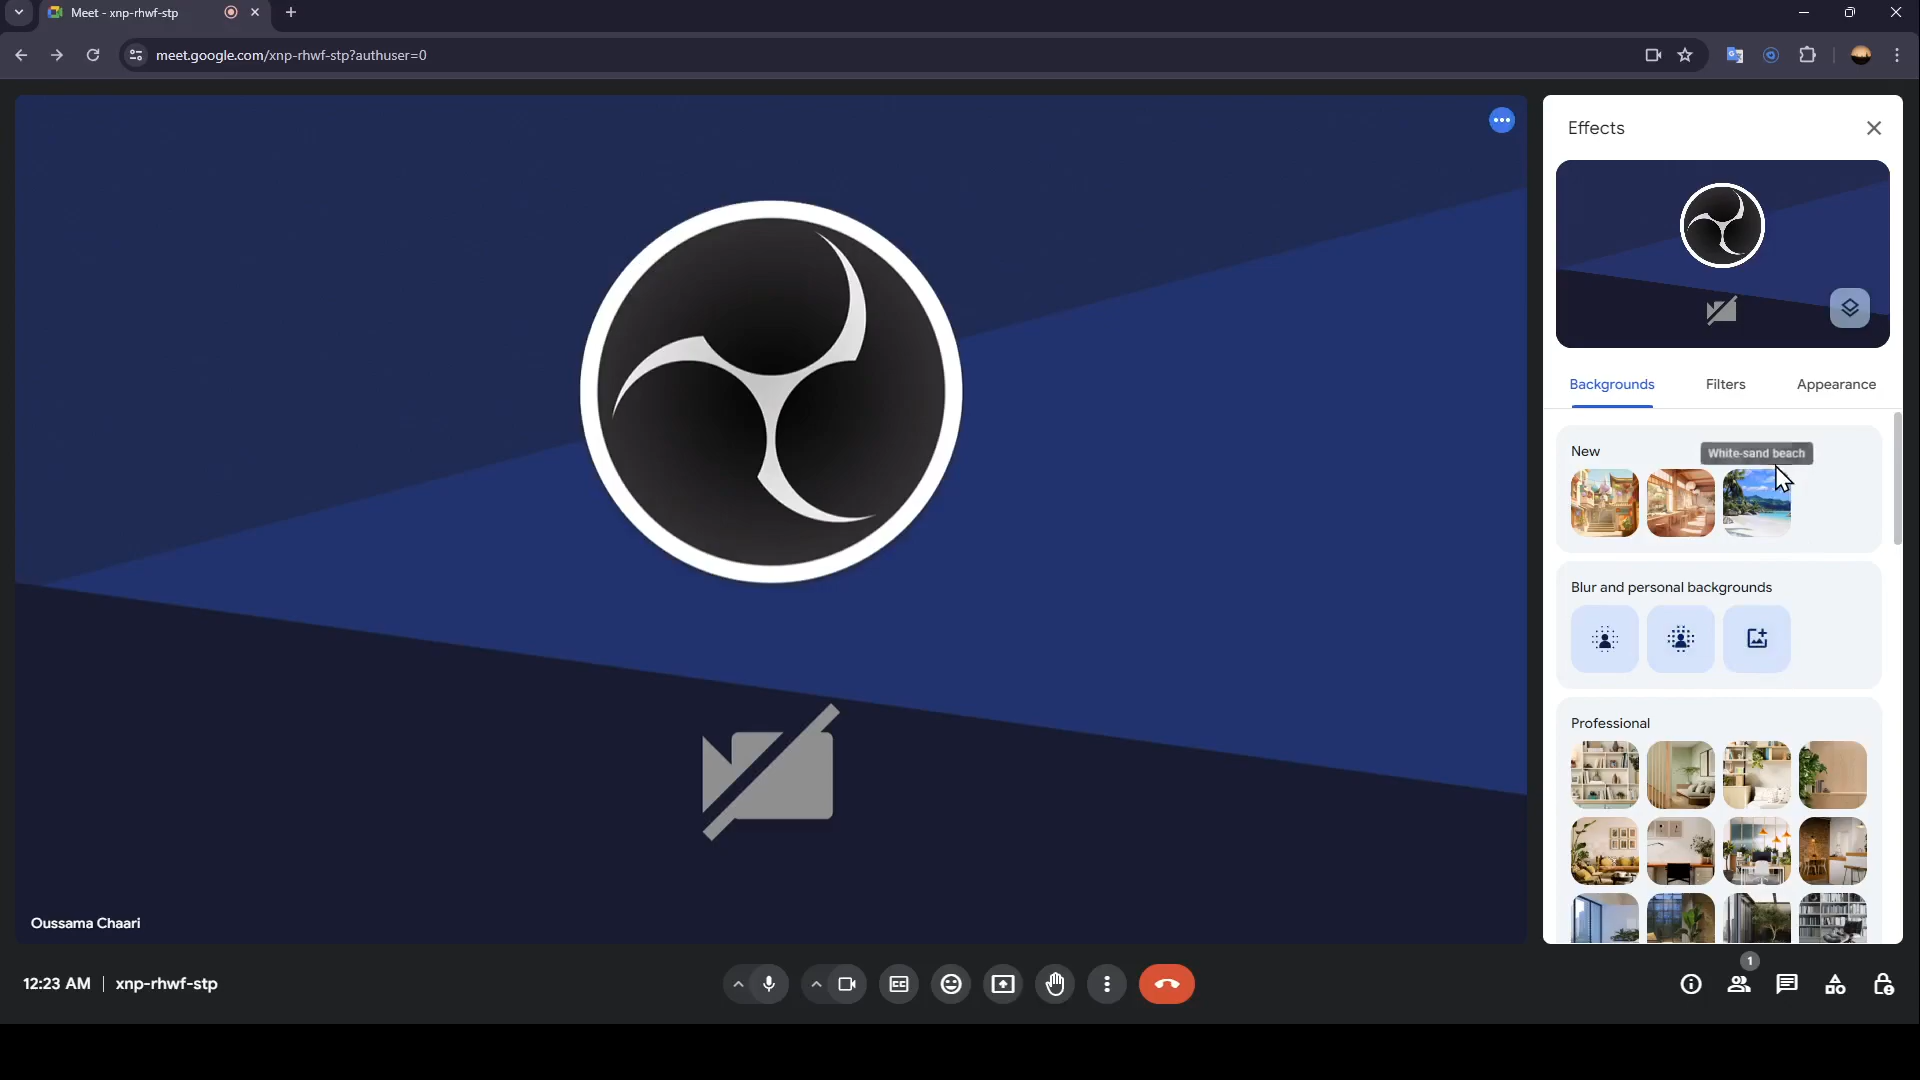 Meet - xnp-rhwf-stp
meet.google.com/xnp-rhwf-stp?authuser=0
Effects
Backgrounds Filters Appearance
New
White-sand beach
Blur and personal backgrounds
Professional
Oussama Chaari
12:23 AM | xnp-rhwf-stp
1